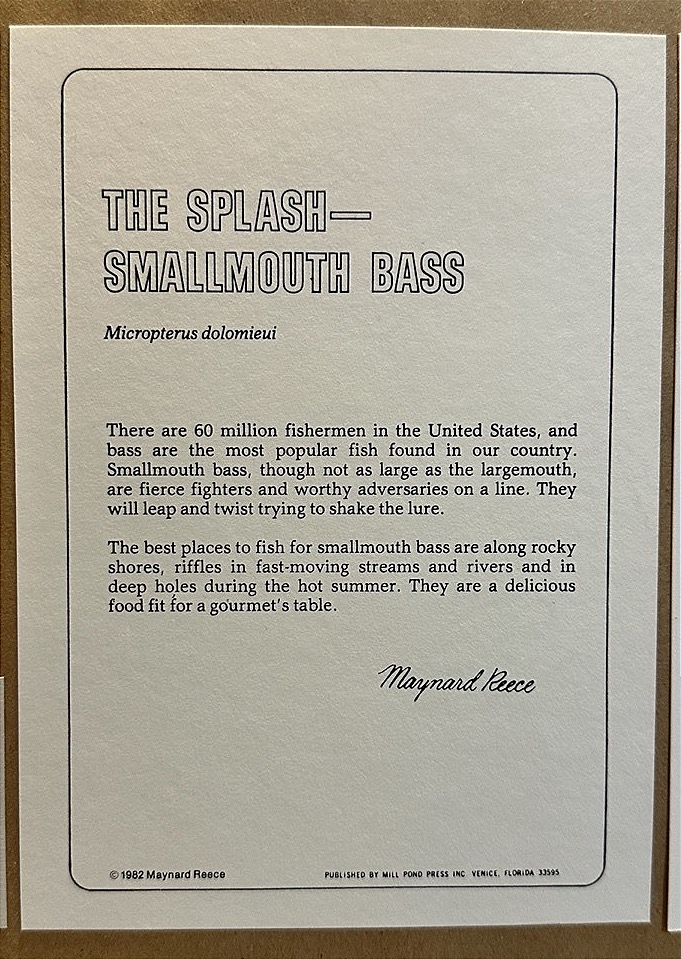 THE SPLASH—
SMALLMOUTH BASS
Micropterus dolomieui
There are 60 million fishermen in the United States, and
bass are the most popular fish found in our country.
Smallmouth bass, though not as large as the largemouth,
are fierce fighters and worthy adversaries on a line. They
will leap and twist trying to shake the lure.
The best places to fish for smallmouth bass are along rocky
shores, riffles in fast-moving streams and rivers and in
deep holes during the hot summer. They are a delicious
food fit for a gourmet's table.
Maynard Reece
© 1982 Maynard Reece PUBLISHED BY MILL POND PRESS INC VENICE, FLORIDA 33595